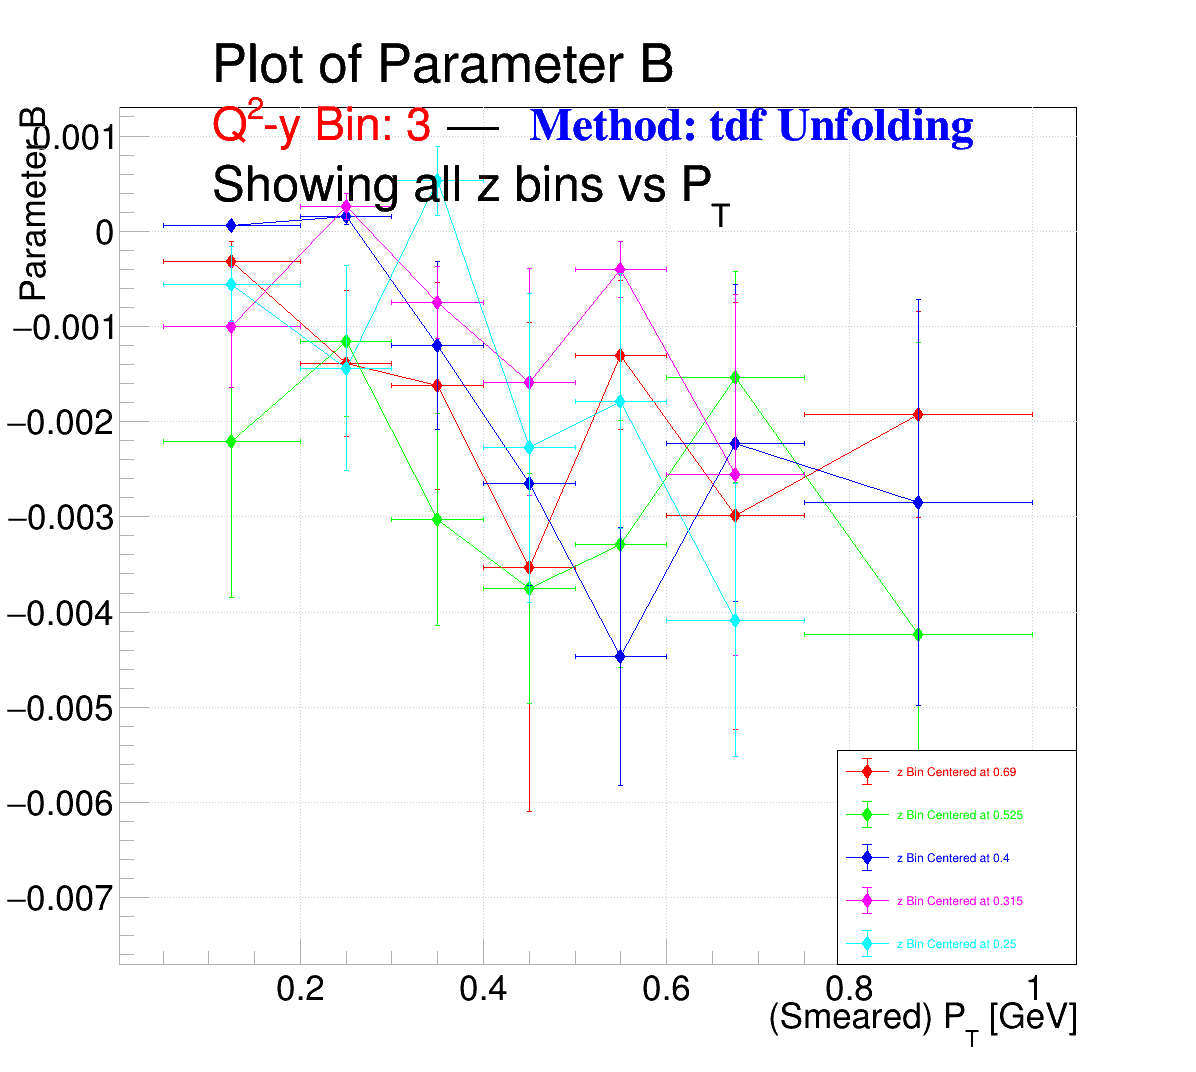 Plot of Parameter B
Q²-y Bin: 3 — Method: tdf Unfolding
Showing all z bins vs P_T
Parameter B
0.001
0
−0.001
−0.002
−0.003
−0.004
−0.005
−0.006
−0.007
z Bin Centered at 0.69
z Bin Centered at 0.525
z Bin Centered at 0.4
z Bin Centered at 0.315
z Bin Centered at 0.25
0.2 0.4 0.6 0.8 1
(Smeared) P_T [GeV]